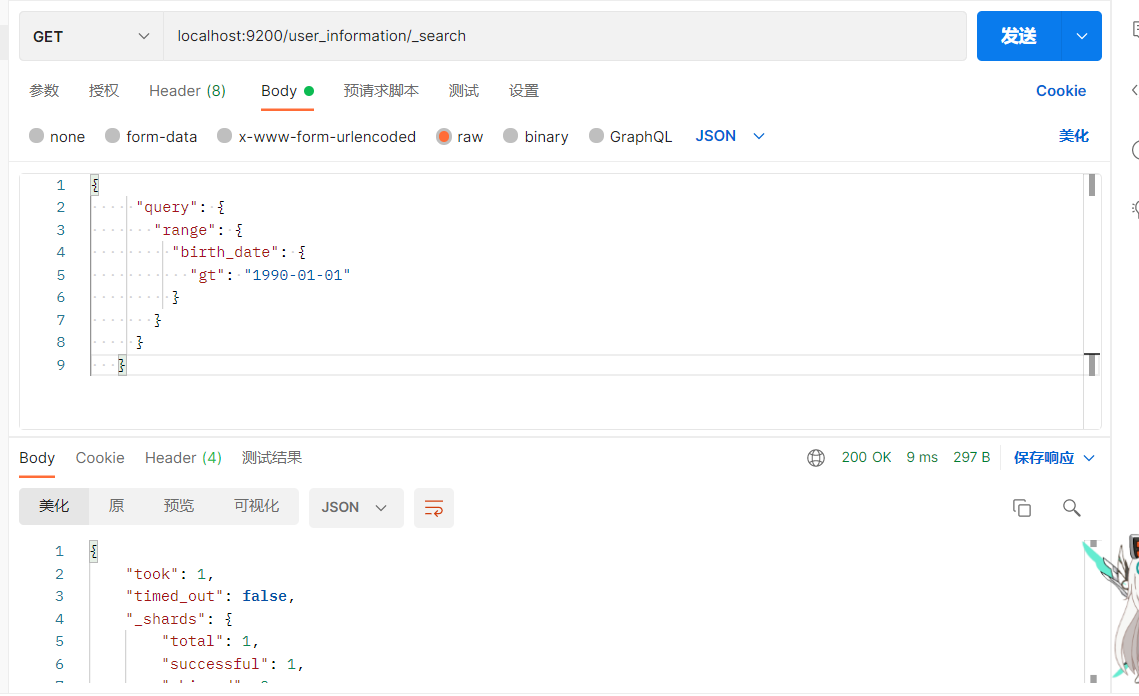 GET localhost:9200/user_information/_search 发送
参数 授权 Header (8) Body 预请求脚本 测试 设置 Cookie
none form-data x-www-form-urlencoded raw binary GraphQL JSON 美化
1 {
2 "query": {
3 "range": {
4 "birth_date": {
5 "gt": "1990-01-01"
6 }
7 }
8 }
9 }
Body Cookie Header (4) 测试结果 200 OK 9 ms 297 B 保存响应
美化 原 预览 可视化 JSON
1 {
2 "took": 1,
3 "timed_out": false,
4 "_shards": {
5 "total": 1,
6 "successful": 1,